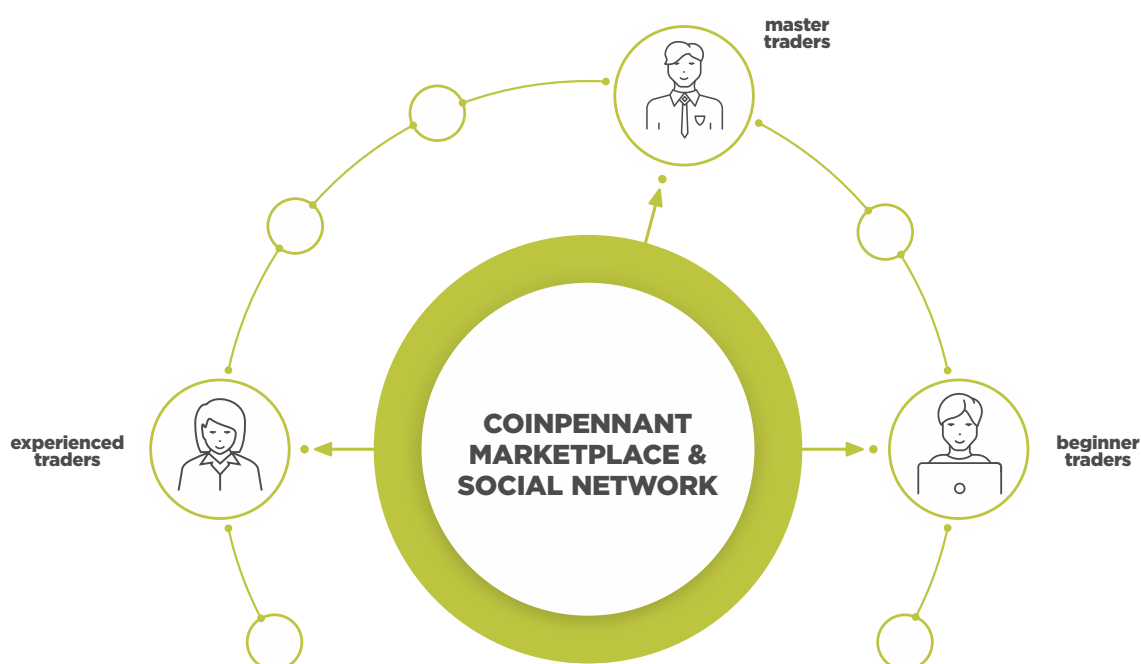 master
traders
experienced
traders
COINPENNANT
MARKETPLACE &
SOCIAL NETWORK
beginner
traders